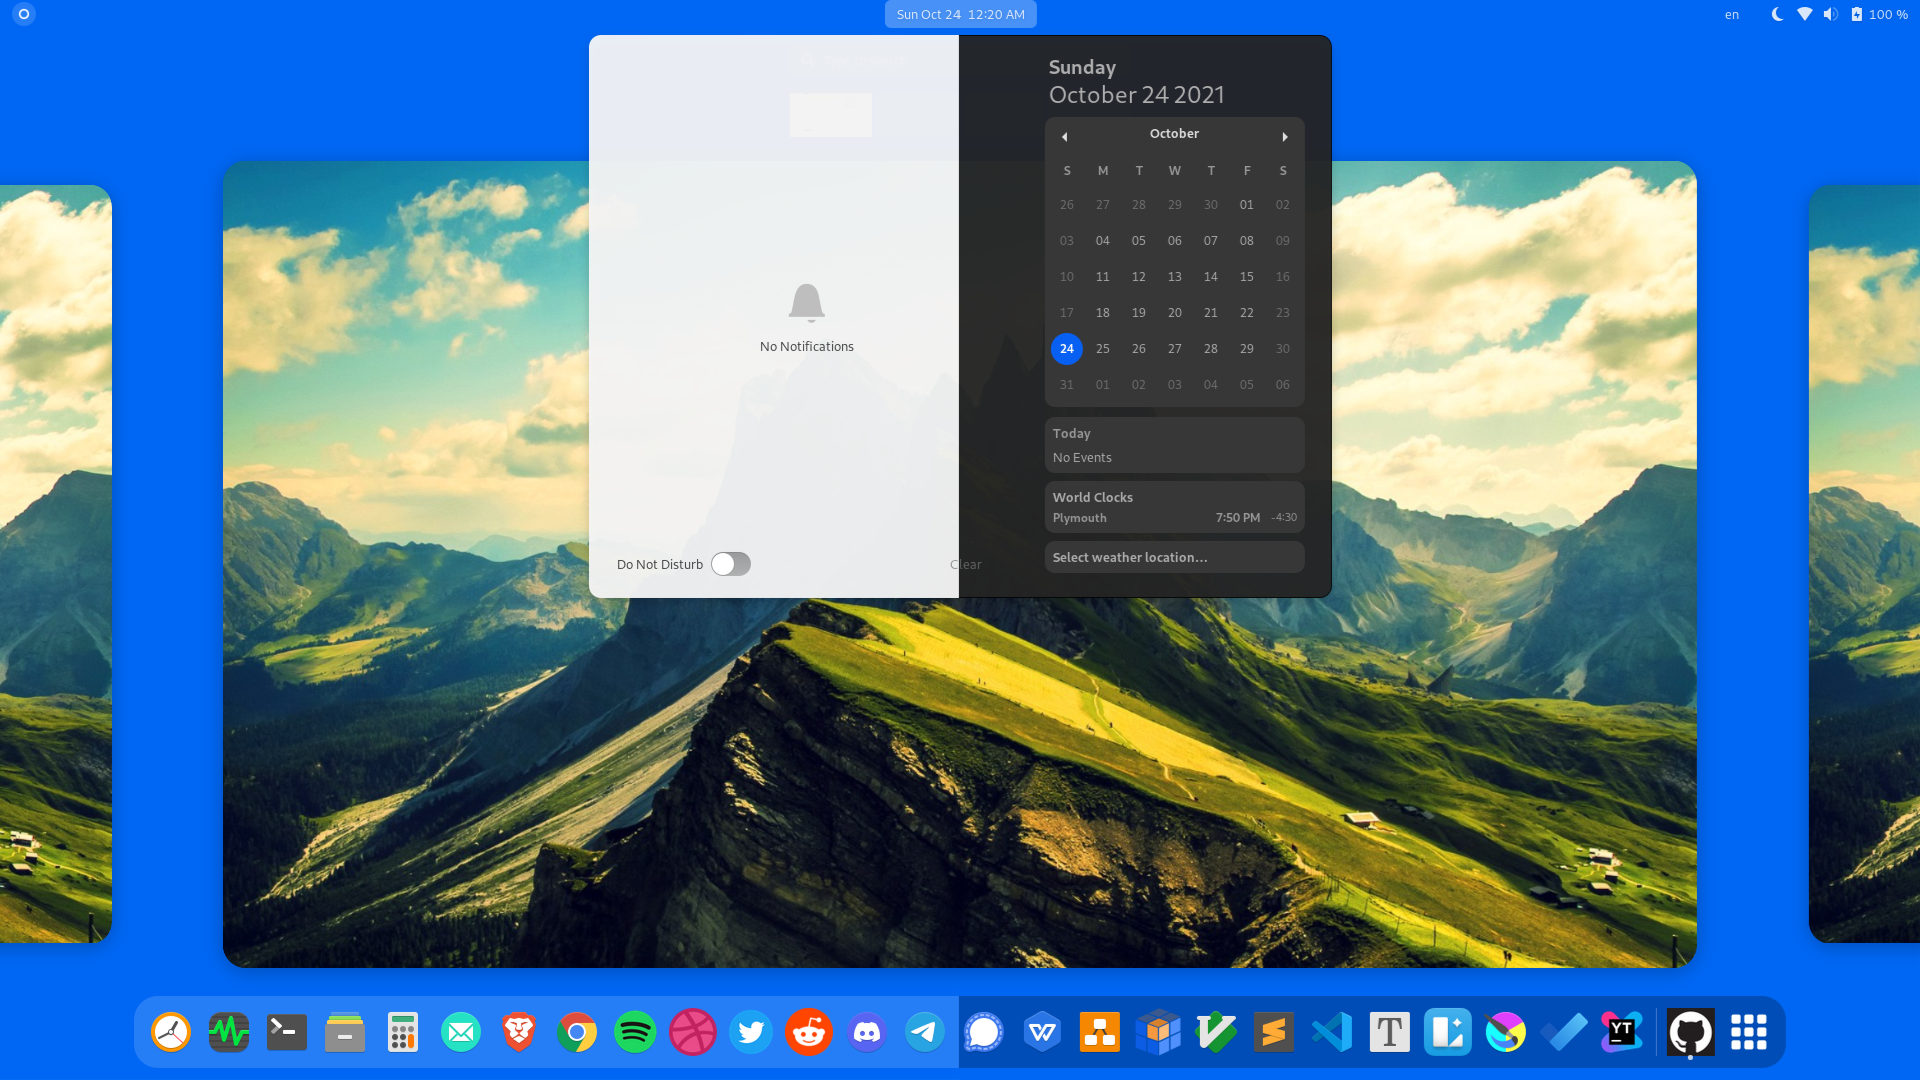 Sun Oct 24 12:20 AM
en
100 %
No Notifications
Do Not Disturb
Clear
Sunday
October 24 2021
October
S M T W T F S
26 27 28 29 30 01 02
03 04 05 06 07 08 09
10 11 12 13 14 15 16
17 18 19 20 21 22 23
24 25 26 27 28 29 30
31 01 02 03 04 05 06
Today
No Events
World Clocks
Plymouth 7:50 PM -4:30
Select weather location...
T
YT